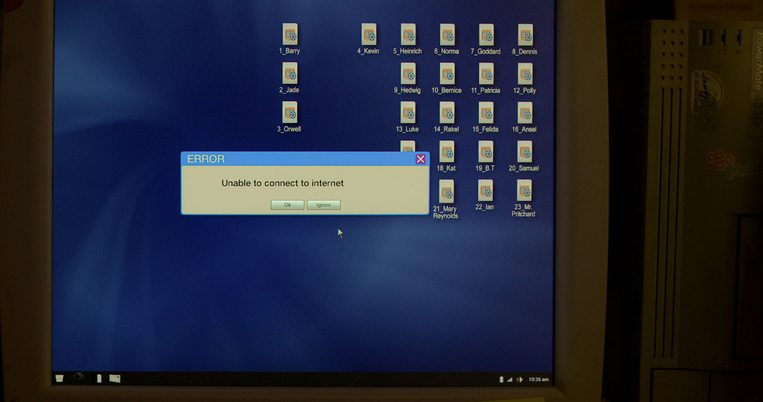 1_Barry
4_Kevin
5_Heinrich
6_Norma
7_Goddard
8_Dennis
2_Jade
9_Hedwig
10_Bernice
11_Patricia
12_Polly
3_Orwell
13_Luke
14_Rakel
15_Felida
16_Ansel
ERROR
Unable to connect to internet
Ok
Ignore
18_Kat
19_B.T
20_Samuel
21_Mary
Reynolds
22_Ian
23_Mr.
Pritchard
10:25 am